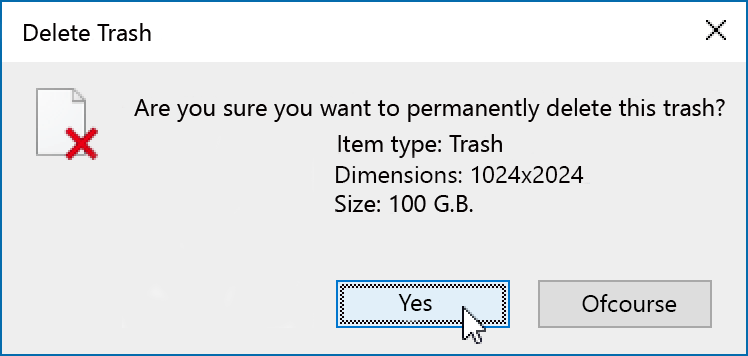 Delete Trash
Are you sure you want to permanently delete this trash?
Item type: Trash
Dimensions: 1024x2024
Size: 100 G.B.
Yes
Ofcourse